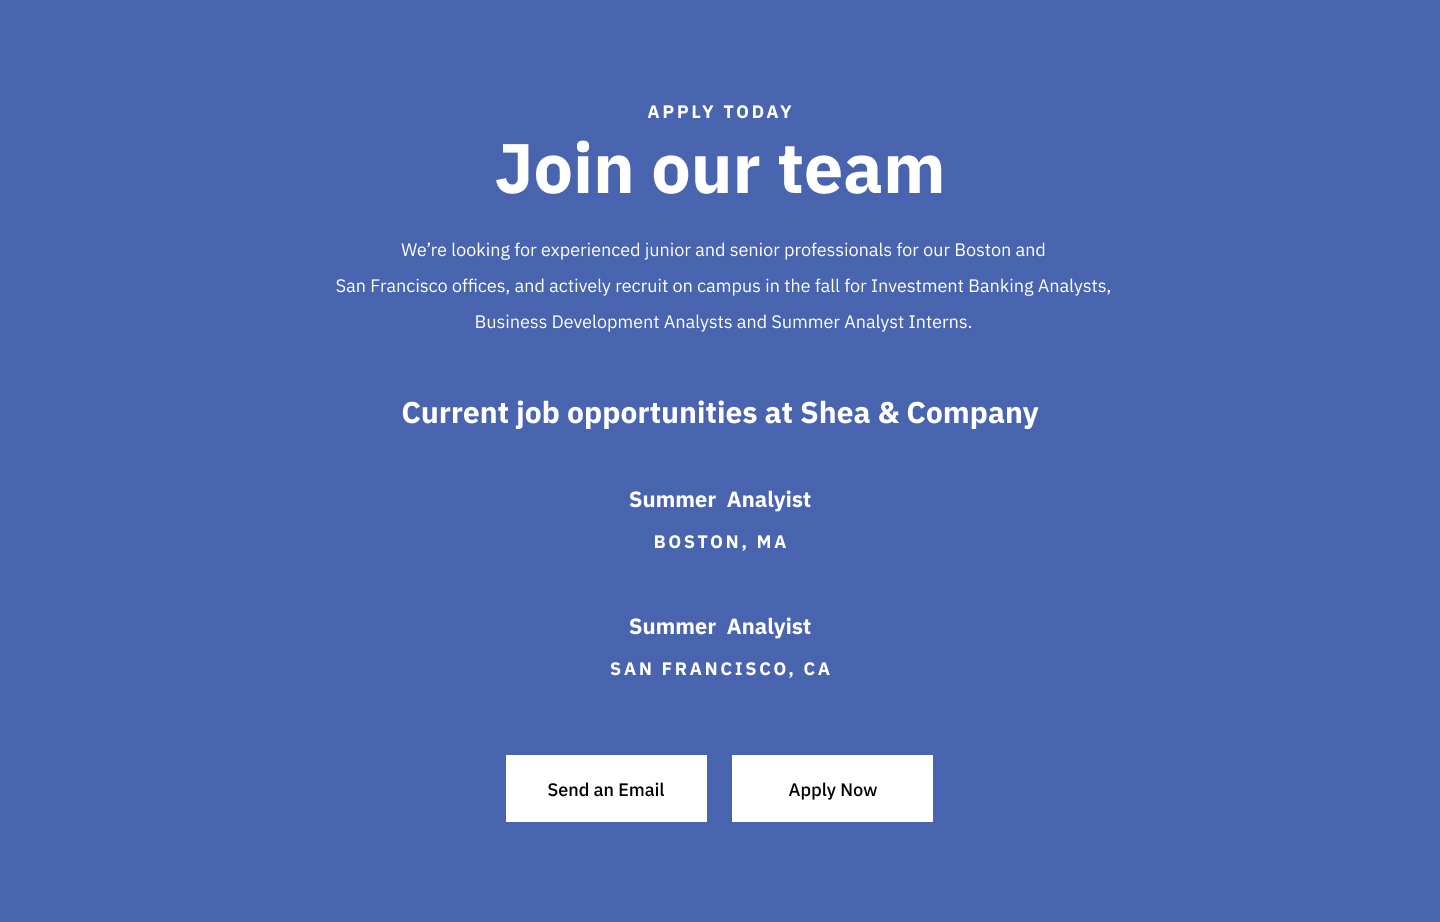 APPLY TODAY
Join our team
We’re looking for experienced junior and senior professionals for our Boston and
San Francisco offices, and actively recruit on campus in the fall for Investment Banking Analysts,
Business Development Analysts and Summer Analyst Interns.
Current job opportunities at Shea & Company
Summer  Analyist
BOSTON, MA
Summer  Analyist
SAN FRANCISCO, CA
Send an Email
Apply Now